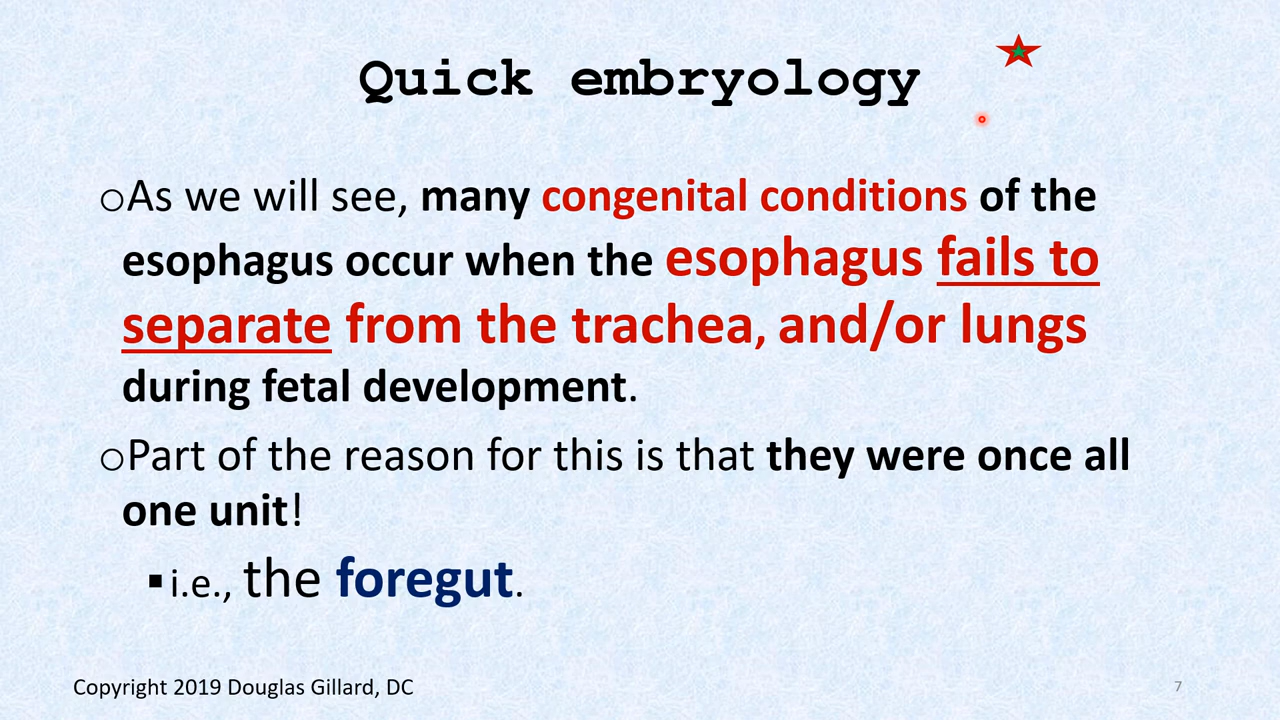 Quick embryology
oAs we will see, many congenital conditions of the
esophagus occur when the esophagus fails to
separate from the trachea, and/or lungs
during fetal development.
oPart of the reason for this is that they were once all
one unit!
▪i.e., the foregut.
Copyright 2019 Douglas Gillard, DC
7